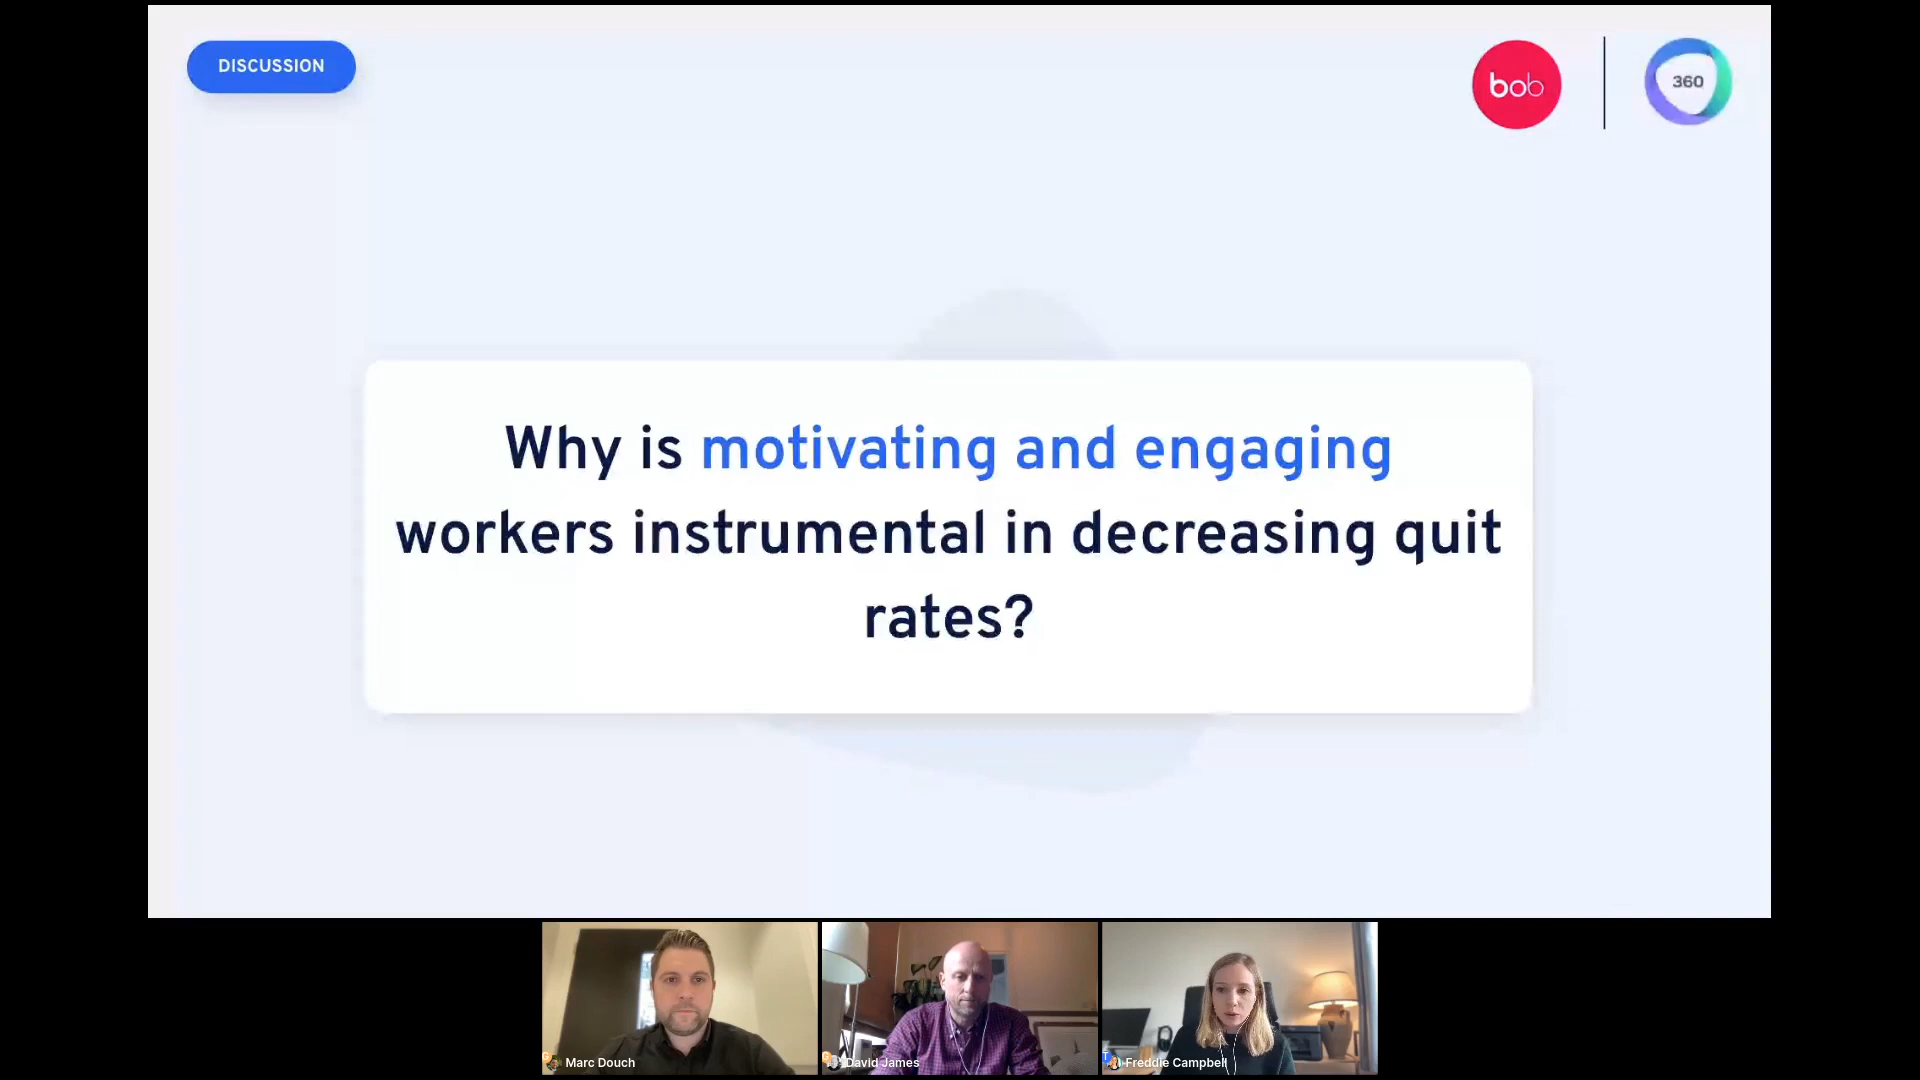 DISCUSSION
bob
360
Why is motivating and engaging
workers instrumental in decreasing quit
rates?
Marc Douch
David James
Freddie Campbell